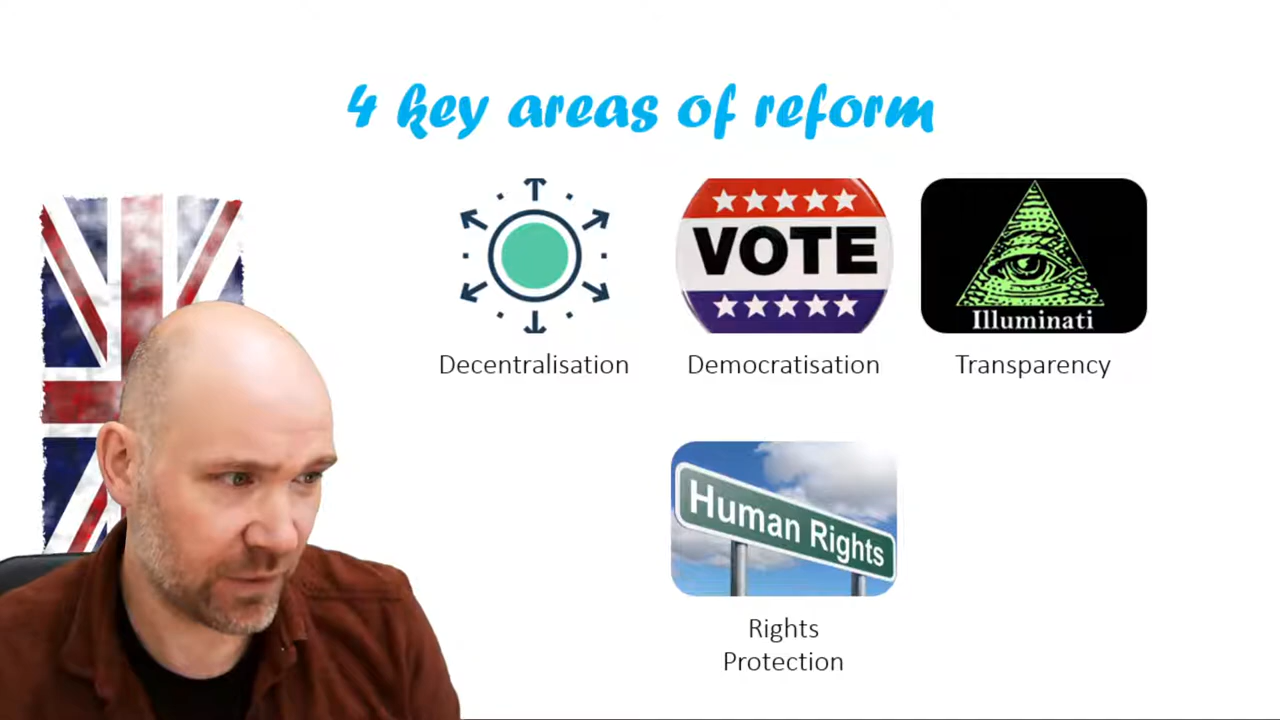 4 key areas of reform
VOTE
Illuminati
Decentralisation
Democratisation
Transparency
Human Rights
Rights
Protection